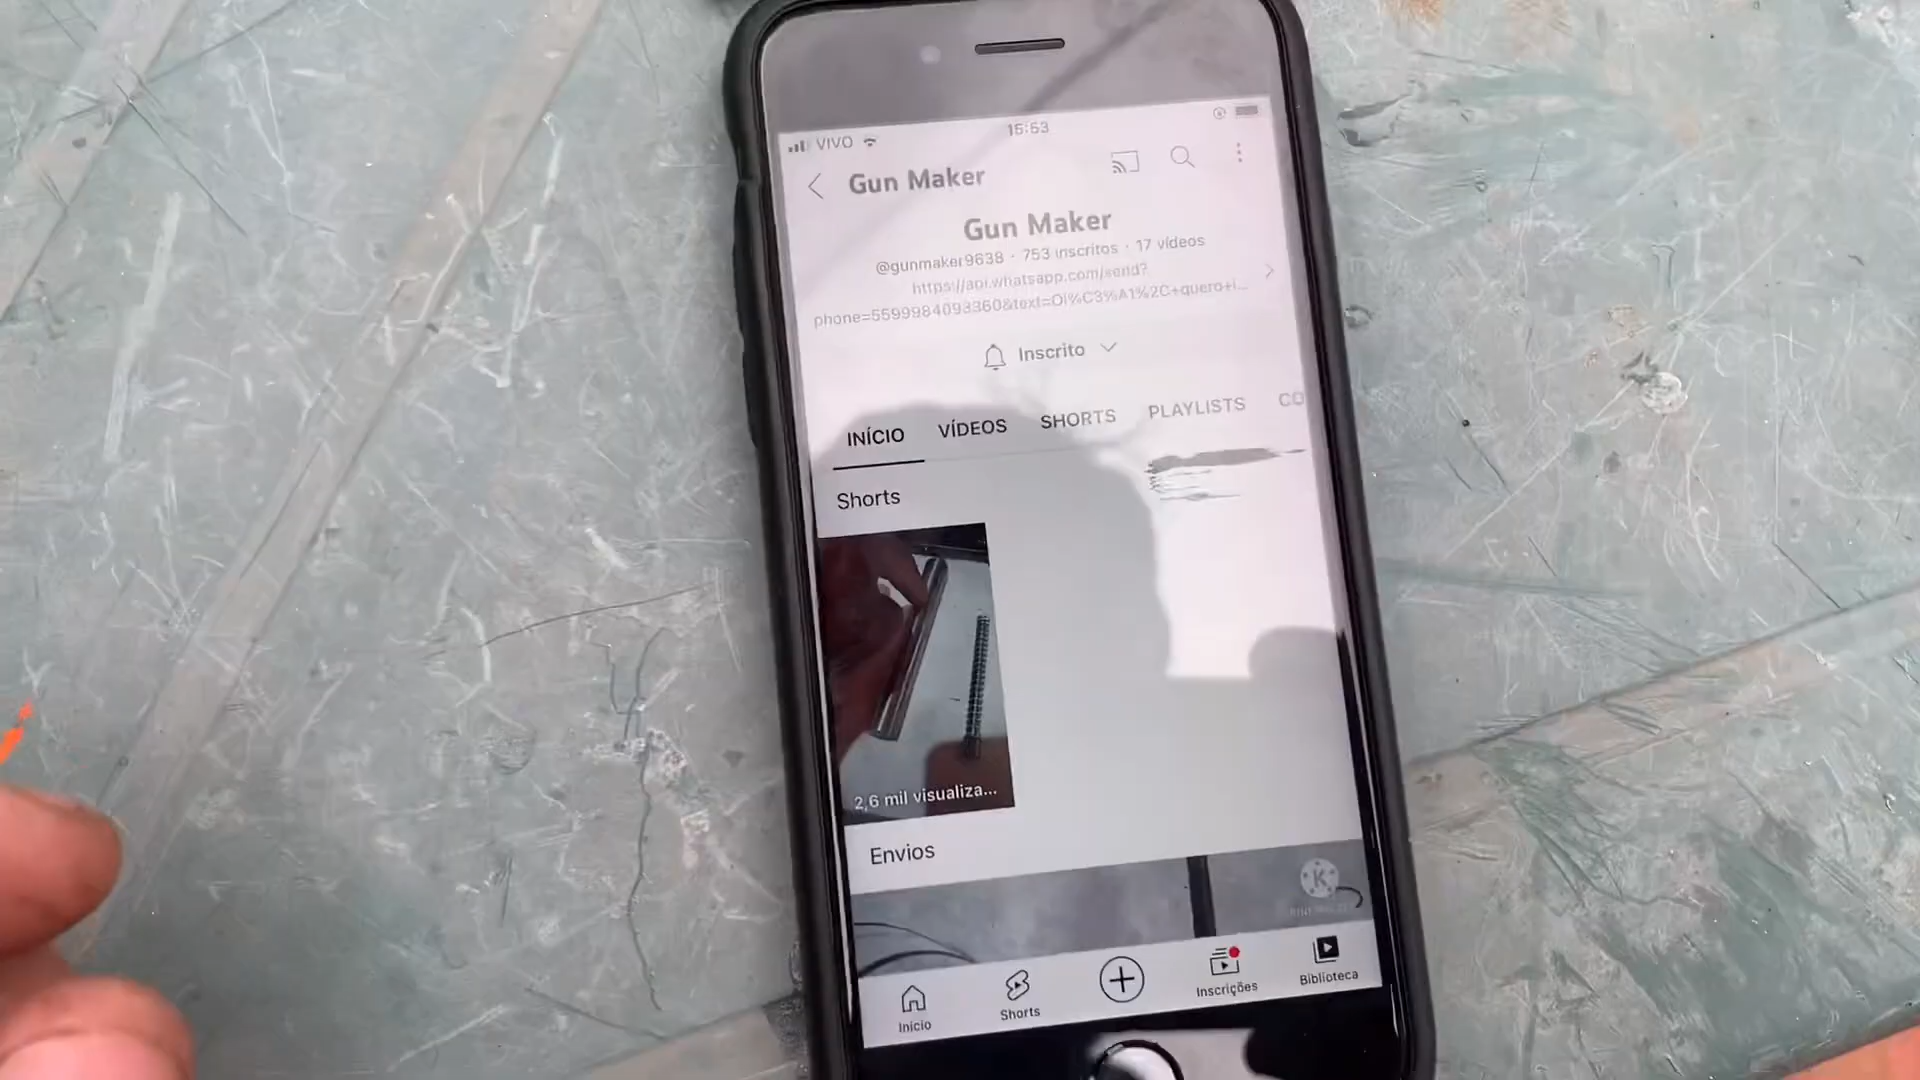 VIVO 15:53
Gun Maker
Gun Maker
@gunmaker9638 · 753 inscritos · 17 vídeos
https://api.whatsapp.com/send?
phone=5599984093360&text=Ol%C3%A1%2C+quero+i...
Inscrito
INÍCIO VÍDEOS SHORTS PLAYLISTS CO
Shorts
2,6 mil visualiza...
Envios
K
Início Shorts Inscrições Biblioteca